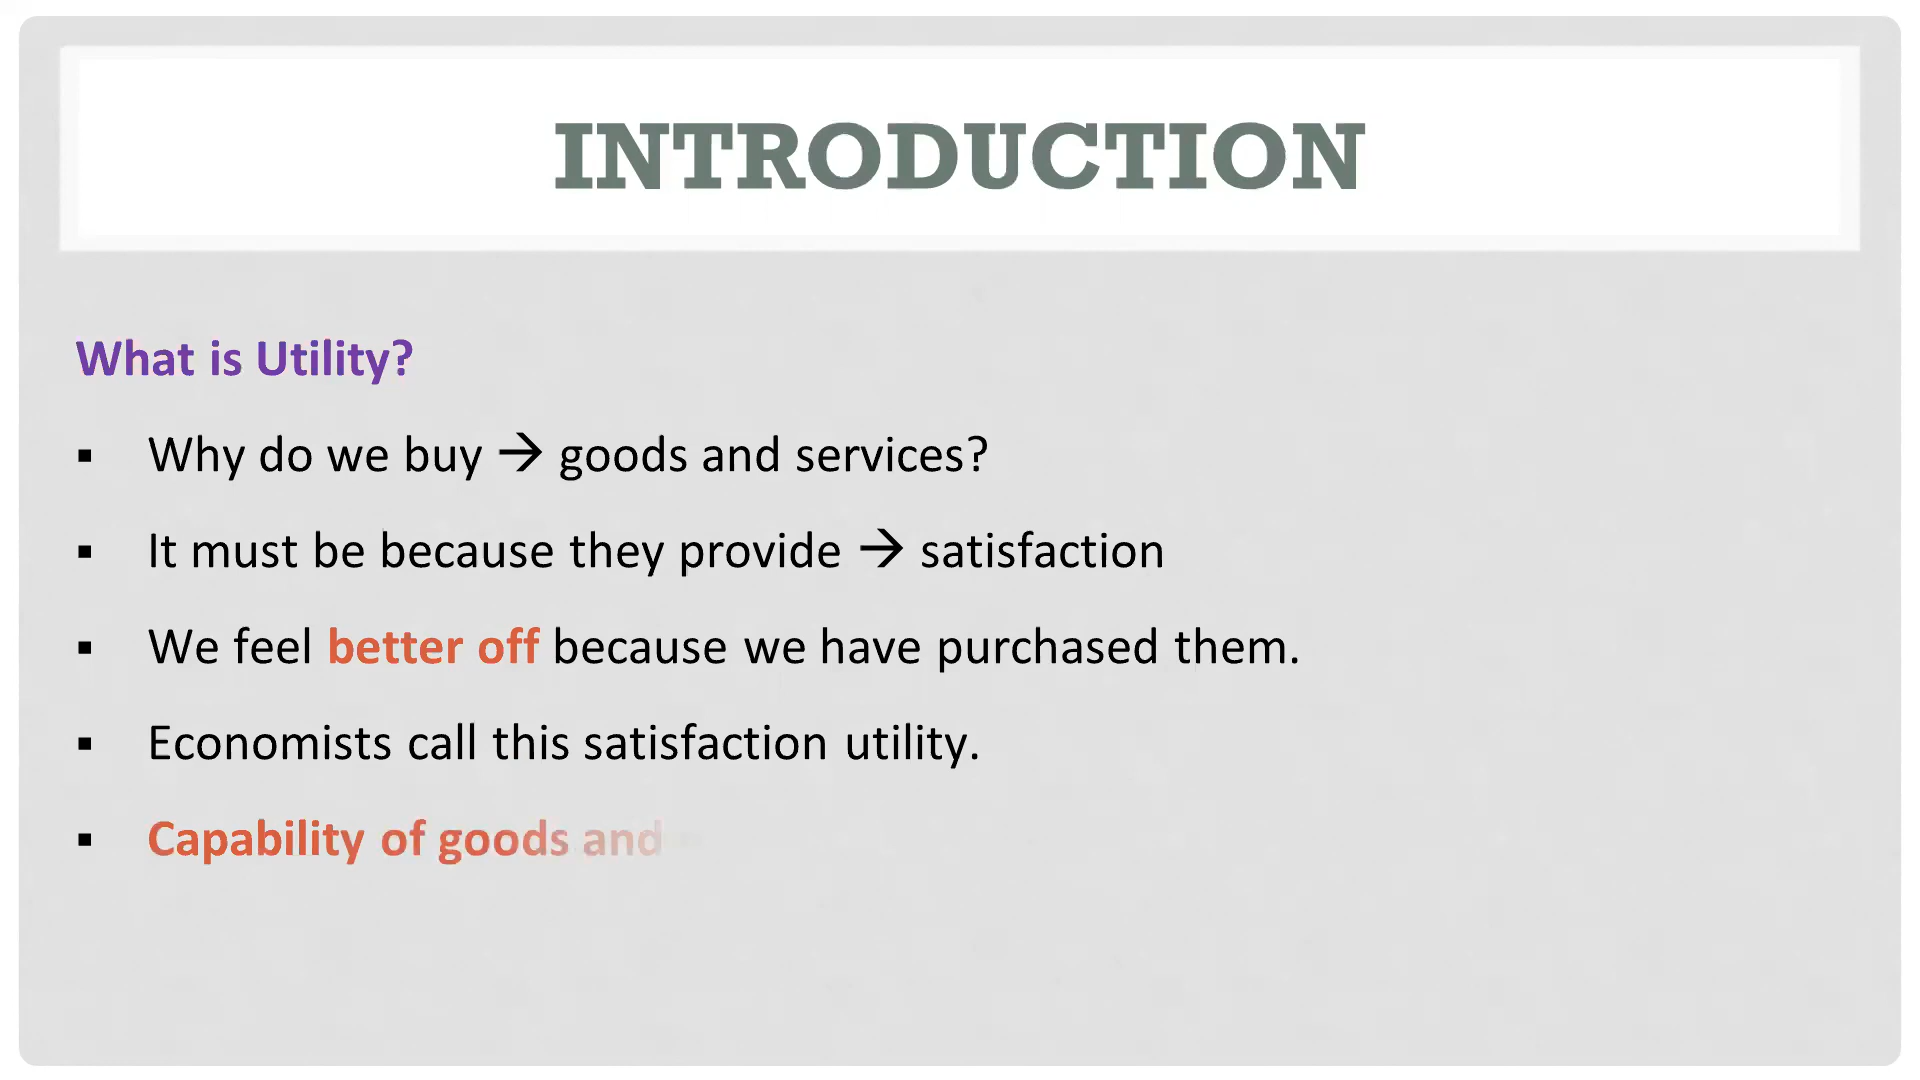 INTRODUCTION
What is Utility?
▪ Why do we buy → goods and services?
▪ It must be because they provide → satisfaction
▪ We feel better off because we have purchased them.
▪ Economists call this satisfaction utility.
▪ Capability of goods and